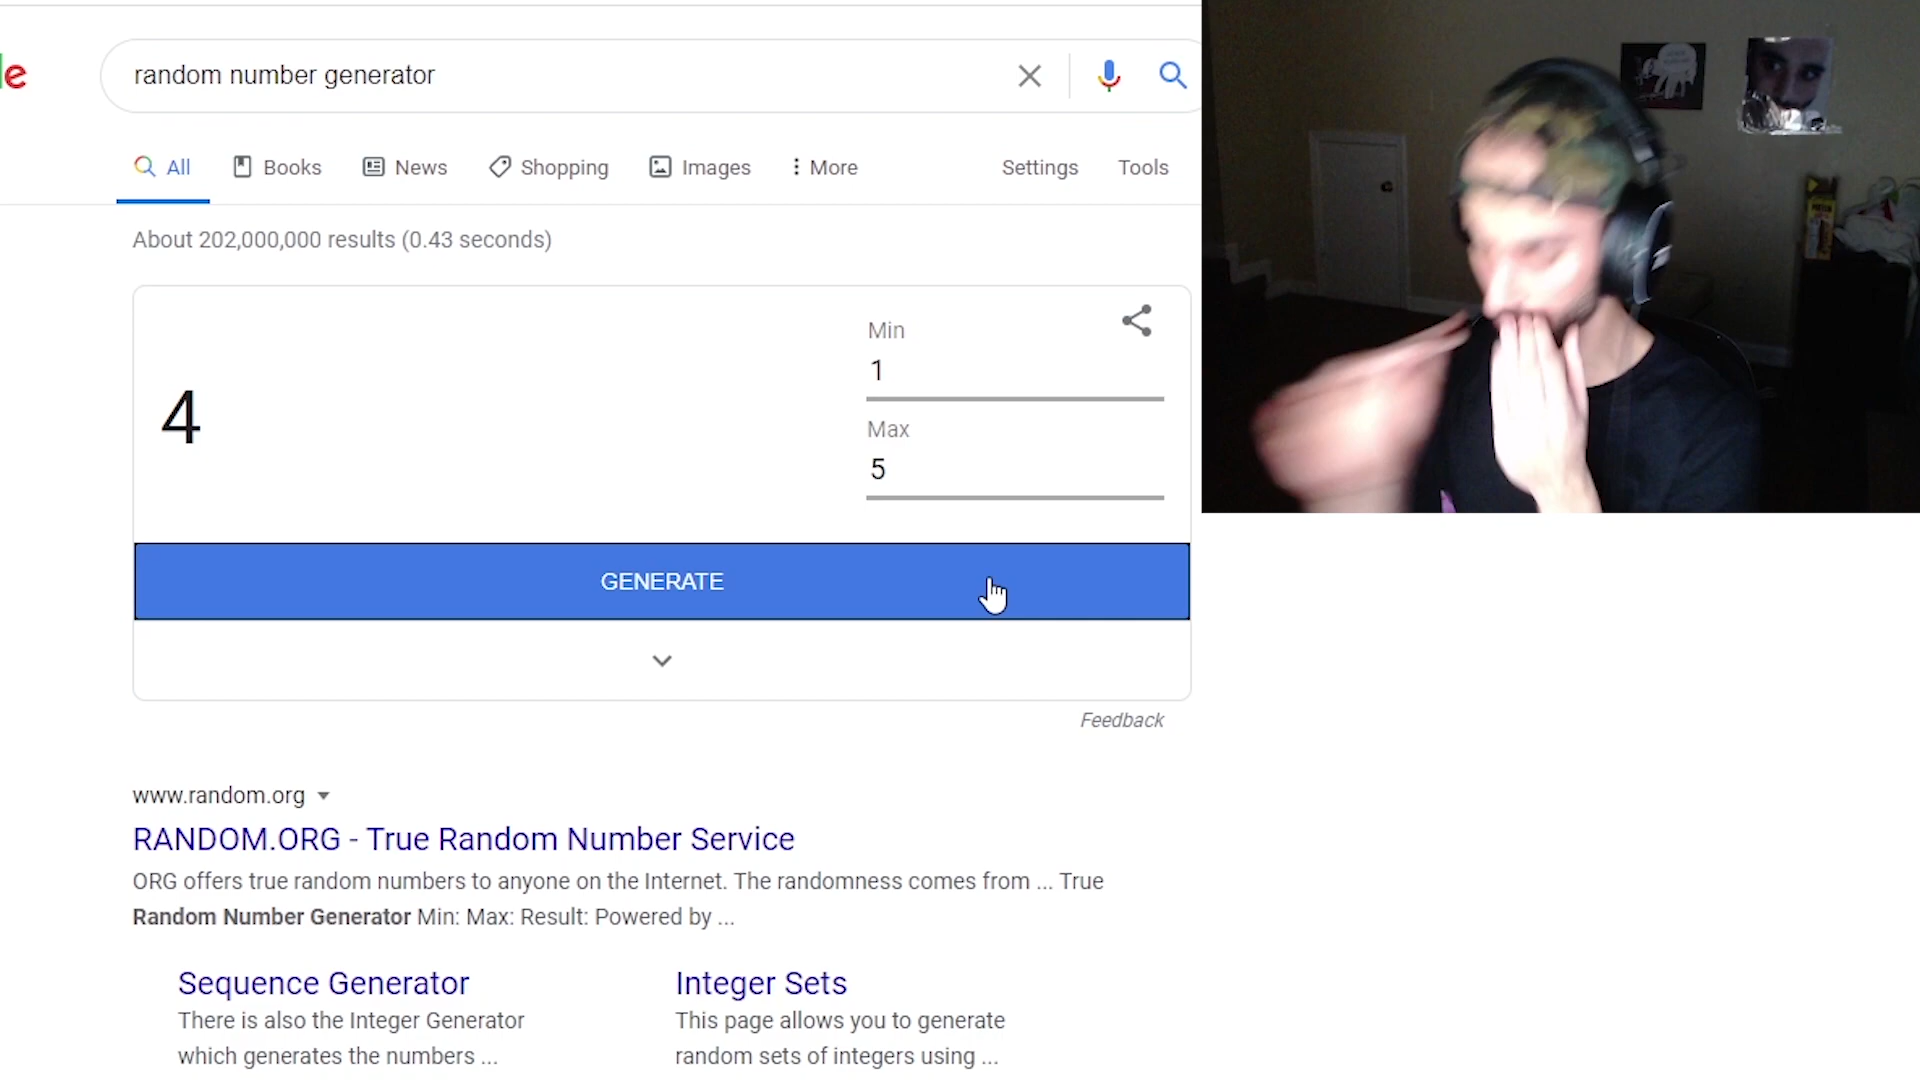 le
random number generator
All Books News Shopping Images More Settings Tools
About 202,000,000 results (0.43 seconds)
4
Min
1
Max
5
GENERATE
Feedback
www.random.org
RANDOM.ORG - True Random Number Service
ORG offers true random numbers to anyone on the Internet. The randomness comes from ... True
Random Number Generator Min: Max: Result: Powered by ...
Sequence Generator
There is also the Integer Generator
which generates the numbers ...
Integer Sets
This page allows you to generate
random sets of integers using ...